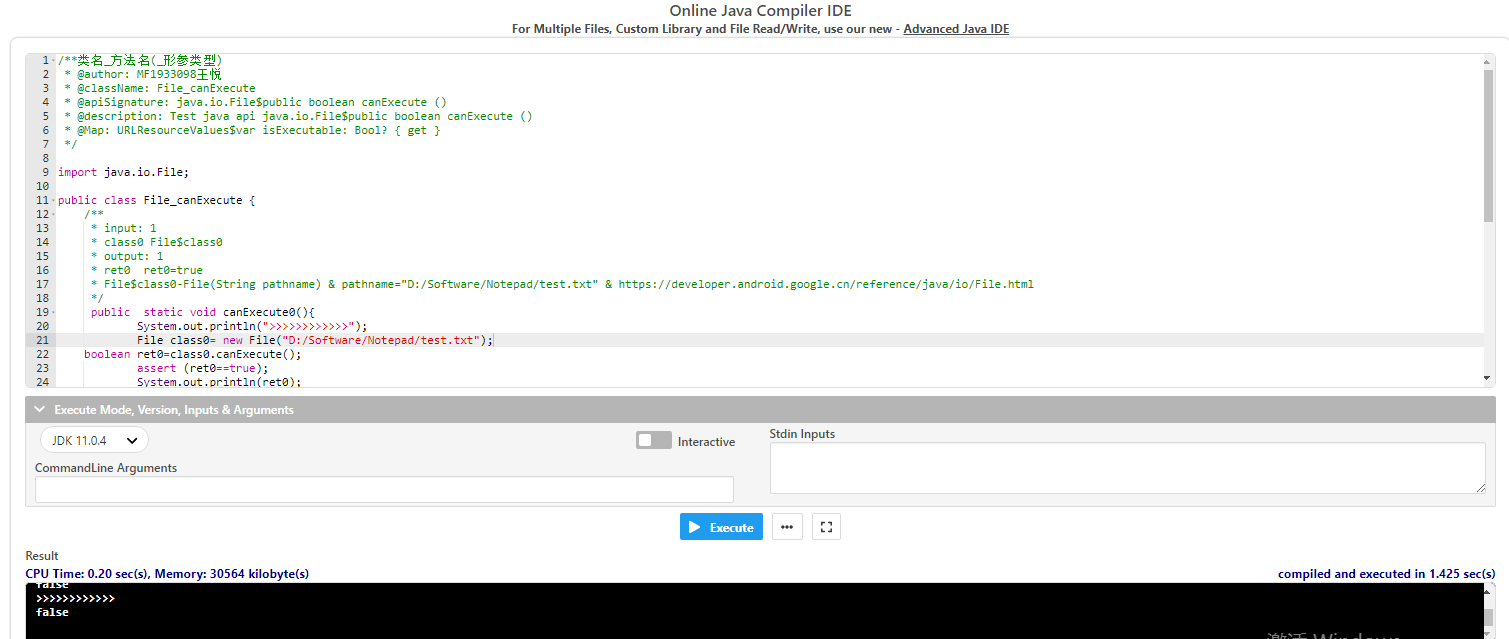 Online Java Compiler IDE
For Multiple Files, Custom Library and File Read/Write, use our new - Advanced Java IDE
1 /**类名_方法名(_形参类型)
2 * @author: MF1933098王悦
3 * @className: File_canExecute
4 * @apiSignature: java.io.File$public boolean canExecute ()
5 * @description: Test java api java.io.File$public boolean canExecute ()
6 * @Map: URLResourceValues$var isExecutable: Bool? { get }
7 */
8
9 import java.io.File;
10
11 public class File_canExecute {
12 /**
13 * input: 1
14 * class0 File$class0
15 * output: 1
16 * ret0  ret0=true
17 * File$class0-File(String pathname) & pathname="D:/Software/Notepad/test.txt" & https://developer.android.google.cn/reference/java/io/File.html
18 */
19 public  static void canExecute0(){
20 System.out.println(">>>>>>>>>>>>");
21 File class0= new File("D:/Software/Notepad/test.txt");
22 boolean ret0=class0.canExecute();
23 assert (ret0==true);
24 System.out.println(ret0);
Execute Mode, Version, Inputs & Arguments
JDK 11.0.4
Interactive
Stdin Inputs
CommandLine Arguments
Execute
Result
CPU Time: 0.20 sec(s), Memory: 30564 kilobyte(s)
compiled and executed in 1.425 sec(s)
false
>>>>>>>>>>>>
false
激活 Windows